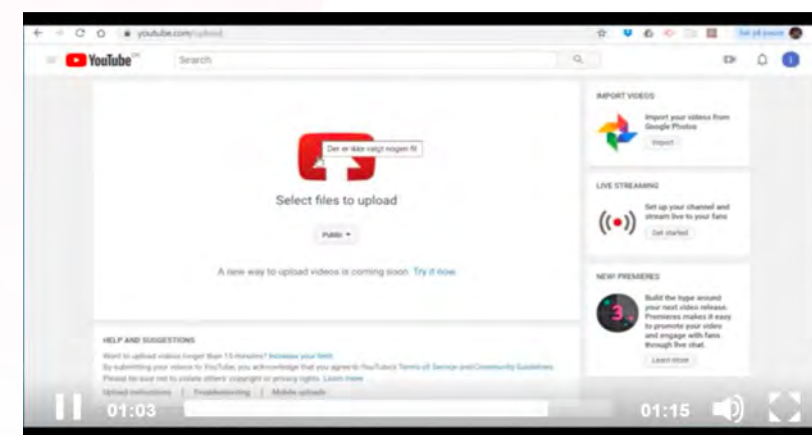 youtube.com/upload
YouTube DK
Search
IMPORT VIDEOS
Import your videos from
Google Photos
Import
Der er ikke valgt nogen fil
Select files to upload
Public
A new way to upload videos is coming soon. Try it now
LIVE STREAMING
Set up your channel and
stream live to your fans
Get started
NEW! PREMIERES
3
Build the hype around
your next video release.
Premieres makes it easy
to promote your video
and engage with fans
through live chat.
Learn more
HELP AND SUGGESTIONS
Want to upload videos longer than 15 minutes? Increase your limit
By submitting your videos to YouTube, you acknowledge that you agree to YouTube's Terms of Service and Community Guidelines.
Please be sure not to violate others' copyright or privacy rights. Learn more
Upload instructions | Troubleshooting | Mobile uploads
01:03
01:15